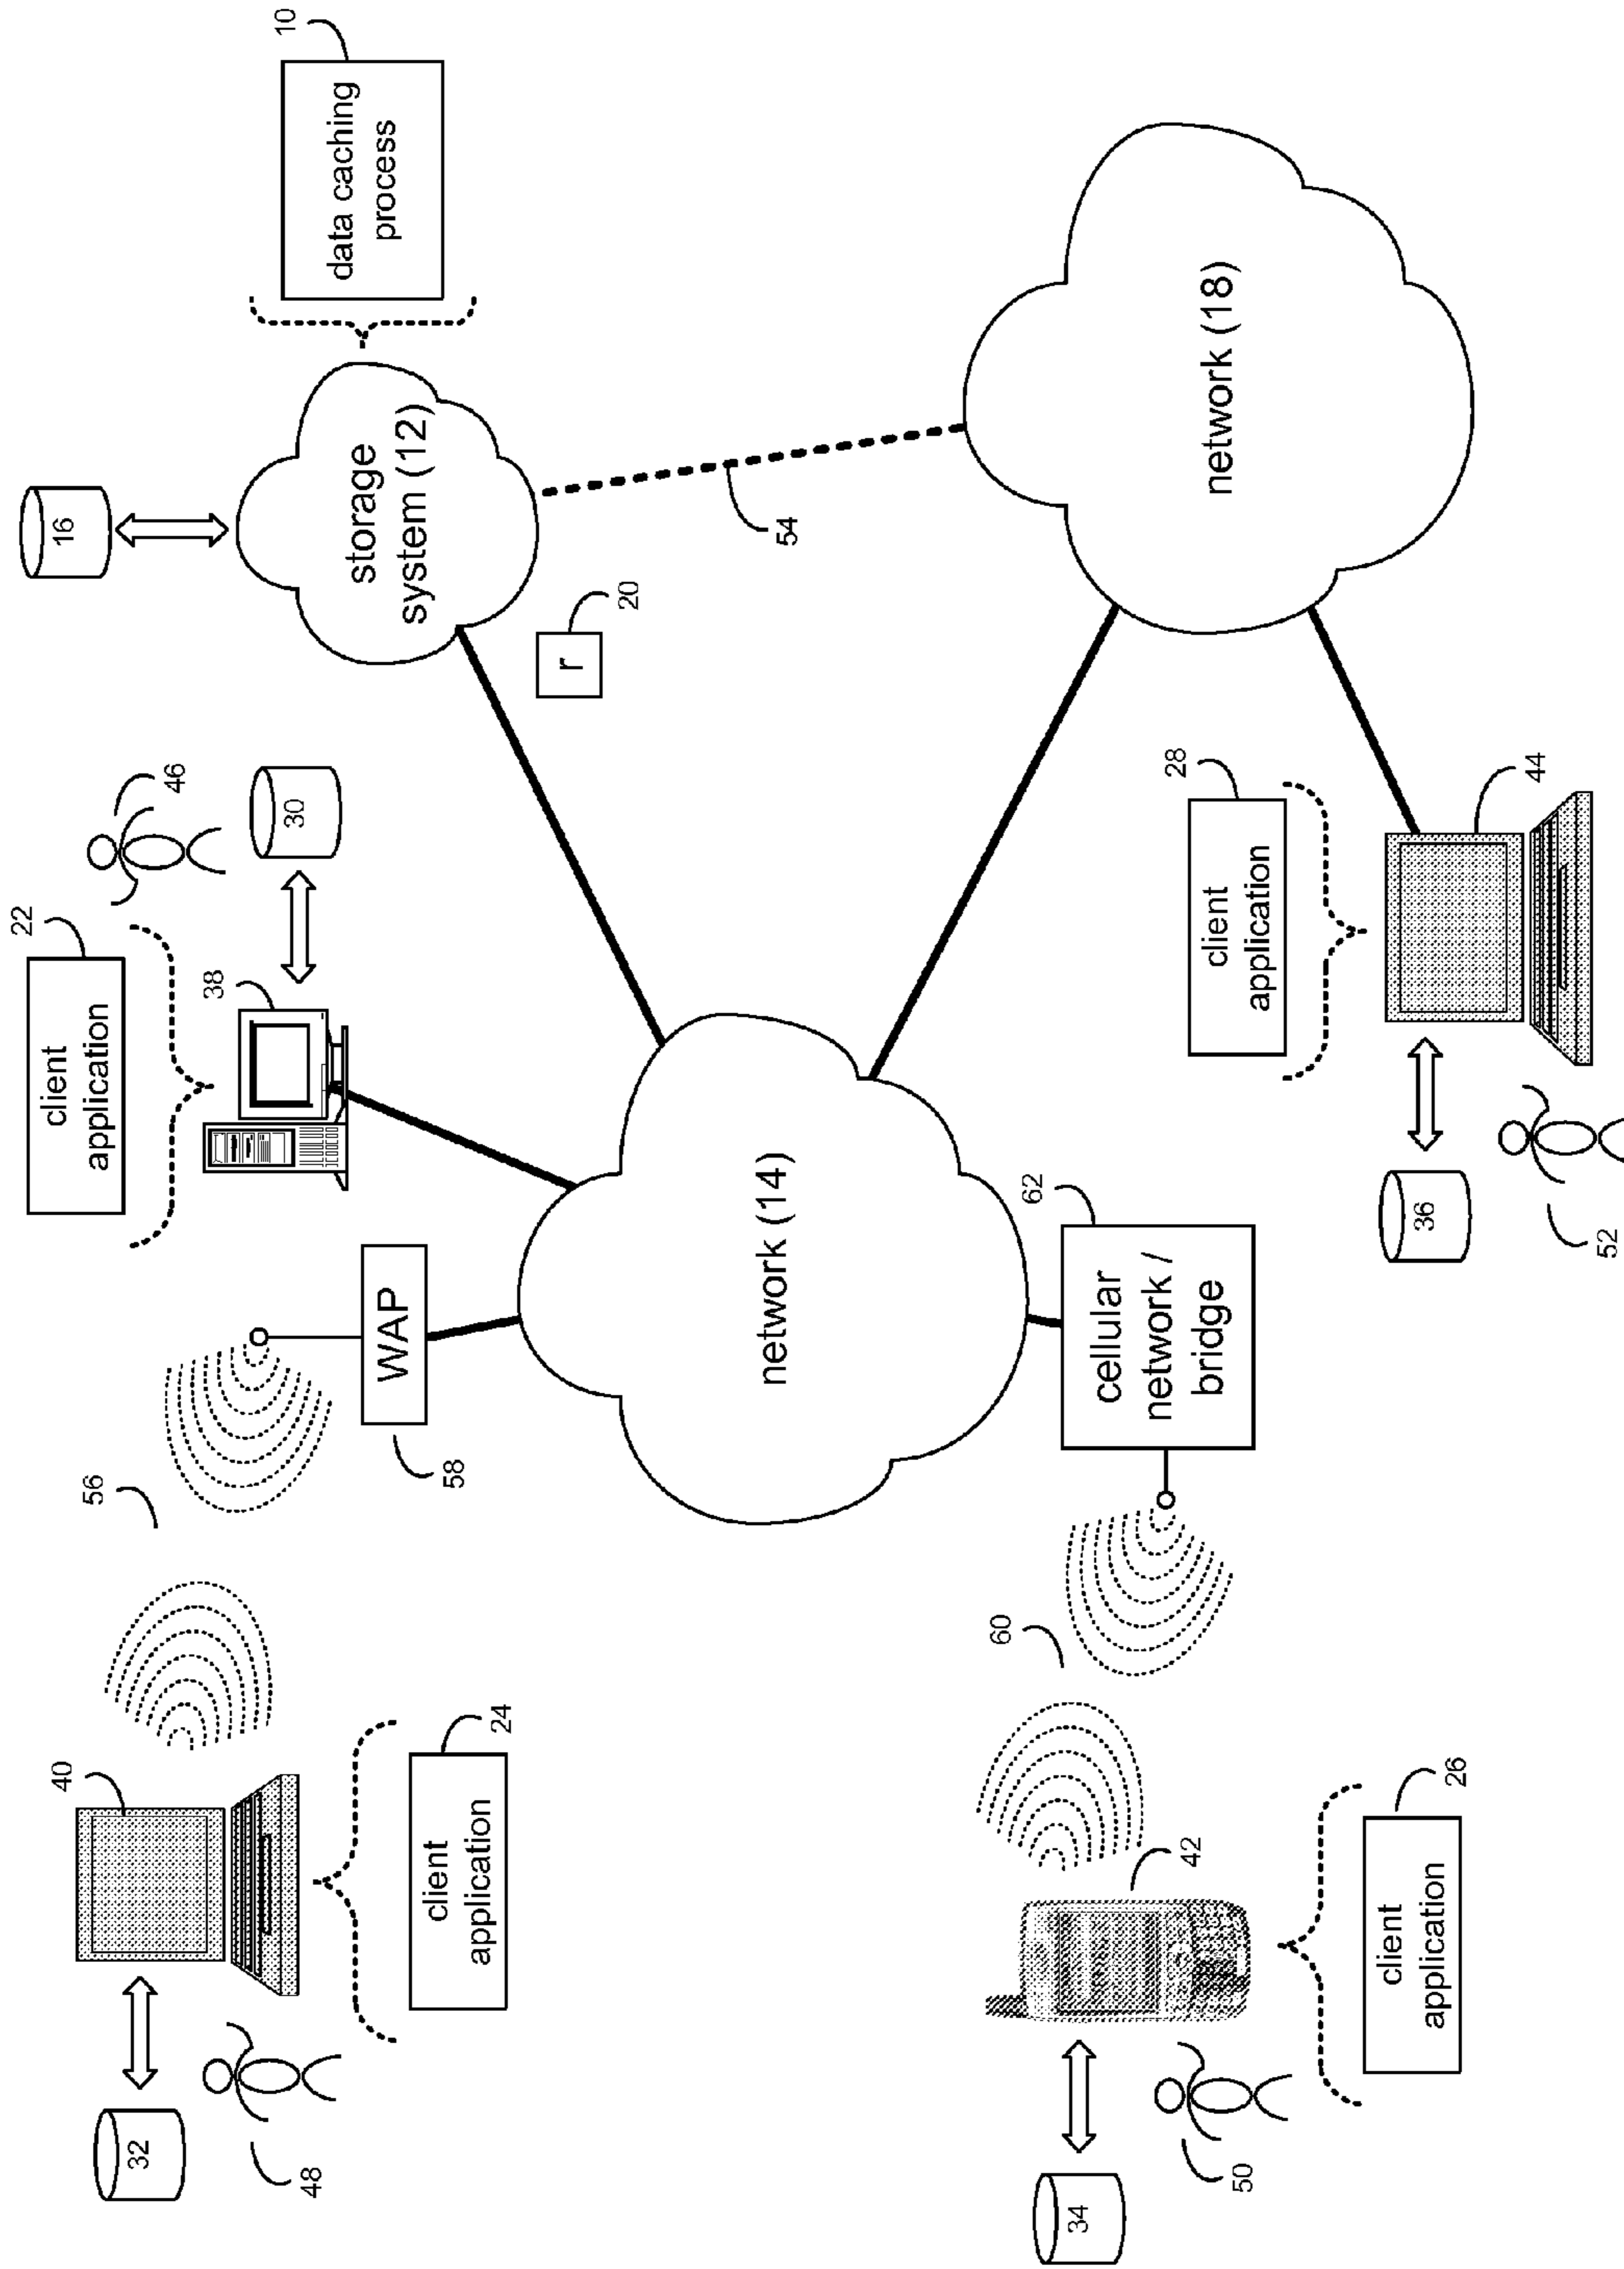 32
48
40
client
application
24
56
WAP
58
client
application
22
38
46
30
16
storage
system (12)
data caching
process
10
r
20
54
network (14)
network (18)
34
50
42
client
application
26
60
cellular
network /
bridge
62
36
52
client
application
28
44